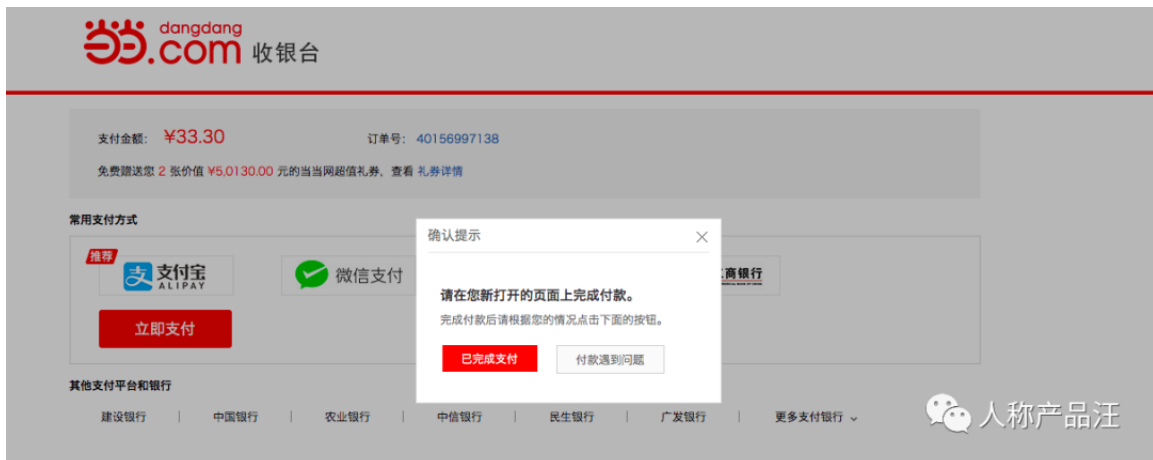 dangdang
当当.com 收银台
支付金额: ¥33.30 订单号: 40156997138
免费赠送您 2 张价值 ¥5,0130.00 元的当当网超值礼券、查看 礼券详情
常用支付方式
确认提示
推荐
支付宝 微信支付 商银行
ALIPAY
请在您新打开的页面上完成付款。
完成付款后请根据您的情况点击下面的按钮。
立即支付
已完成支付 付款遇到问题
其他支付平台和银行
建设银行 中国银行 农业银行 中信银行 民生银行 广发银行 更多支付银行
人称产品汪